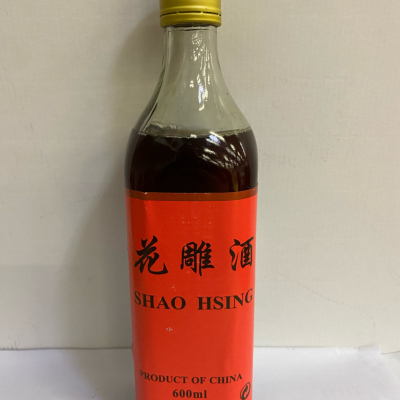 花雕酒
SHAO HSING
PRODUCT OF CHINA
600ml